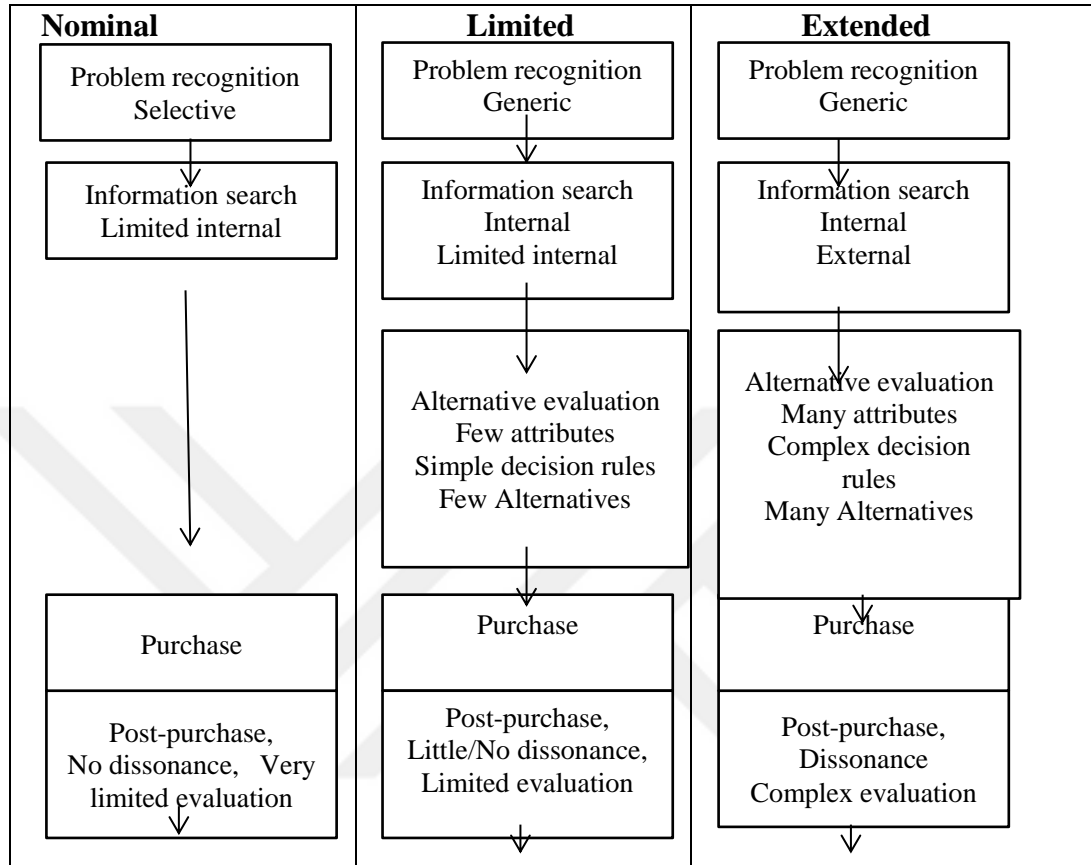 Nominal
Problem recognition
Selective
Information search
Limited internal
Purchase
Post-purchase,
No dissonance, Very
limited evaluation
Limited
Problem recognition
Generic
Information search
Internal
Limited internal
Alternative evaluation
Few attributes
Simple decision rules
Few Alternatives
Purchase
Post-purchase,
Little/No dissonance,
Limited evaluation
Extended
Problem recognition
Generic
Information search
Internal
External
Alternative evaluation
Many attributes
Complex decision
rules
Many Alternatives
Purchase
Post-purchase,
Dissonance
Complex evaluation